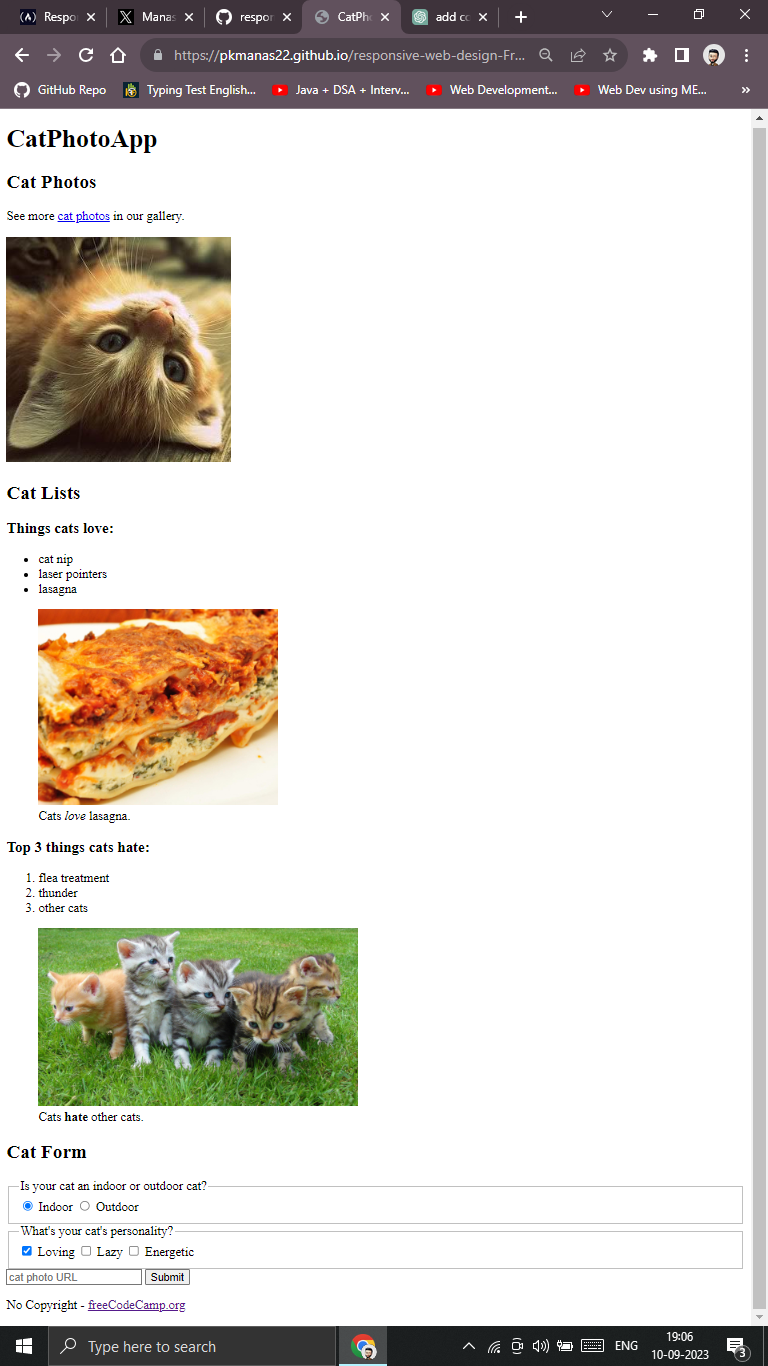 Respo
Manas
respor
CatPho
add co
https://pkmanas22.github.io/responsive-web-design-Fr...
GitHub Repo
Typing Test English...
Java + DSA + Interv...
Web Development...
Web Dev using ME...
CatPhotoApp
Cat Photos
See more cat photos in our gallery.
Cat Lists
Things cats love:
cat nip
laser pointers
lasagna
Cats love lasagna.
Top 3 things cats hate:
1. flea treatment
2. thunder
3. other cats
Cats hate other cats.
Cat Form
Is your cat an indoor or outdoor cat?
Indoor Outdoor
What's your cat's personality?
Loving Lazy Energetic
cat photo URL Submit
No Copyright - freeCodeCamp.org
Type here to search
ENG
19:06
10-09-2023
3